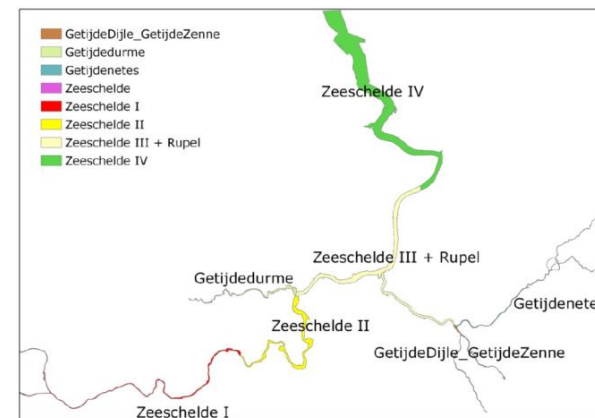 GetijdeDijle_GetijdeZenne
Getijdedurme
Getijdenetes
Zeeschelde
Zeeschelde I
Zeeschelde II
Zeeschelde III + Rupel
Zeeschelde IV
Zeeschelde IV
Zeeschelde III + Rupel
Getijdedurme
Getijdenete
Zeeschelde II
GetijdeDijle_GetijdeZenne
Zeeschelde I